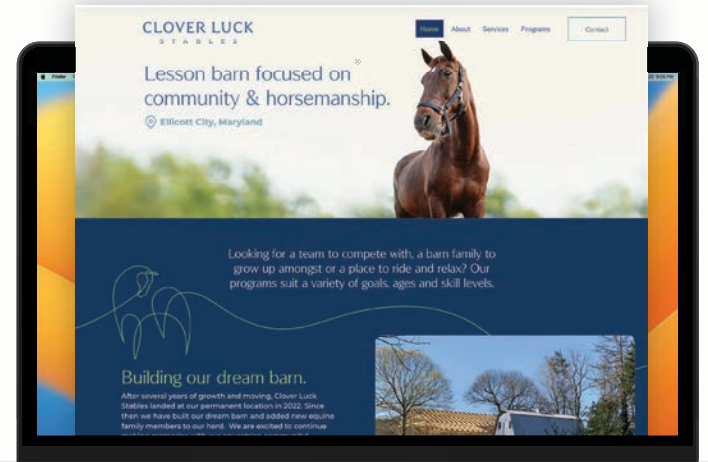 CLOVER LUCK
STABLES
Home About Services Programs Contact
Lesson barn focused on
community & horsemanship.
Ellicott City, Maryland
Finder
Looking for a team to compete with, a barn family to
grow up amongst or a place to ride and relax? Our
programs suit a variety of goals, ages and skill levels.
Building our dream barn.
After several years of growth and moving, Clover Luck
Stables landed at our permanent location in 2022. Since
then we have built our dream barn and added new equine
family members to our herd. We are excited to continue